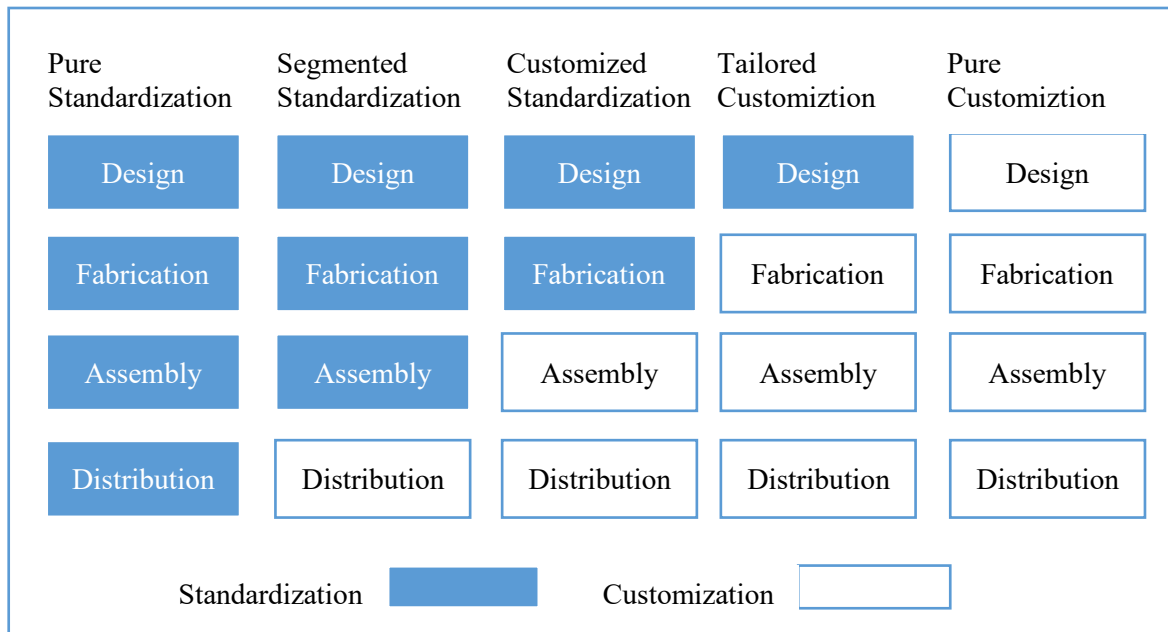 Pure Segmented Customized Tailored Pure
Standardization Standardization Standardization Customiztion Customiztion
Design Design Design Design Design
Fabrication Fabrication Fabrication Fabrication Fabrication
Assembly Assembly Assembly Assembly Assembly
Distribution Distribution Distribution Distribution Distribution
Standardization Customization